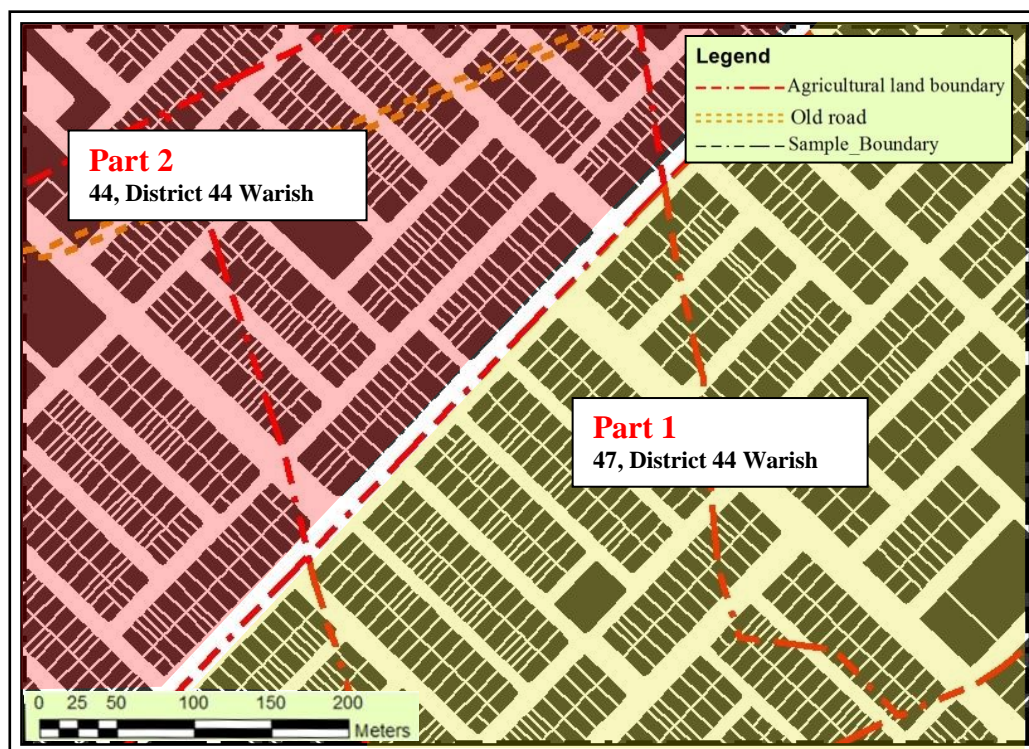 Legend
Agricultural land boundary
Old road
Sample_Boundary
Part 2
44, District 44 Warish
Part 1
47, District 44 Warish
0 25 50 100 150 200
Meters